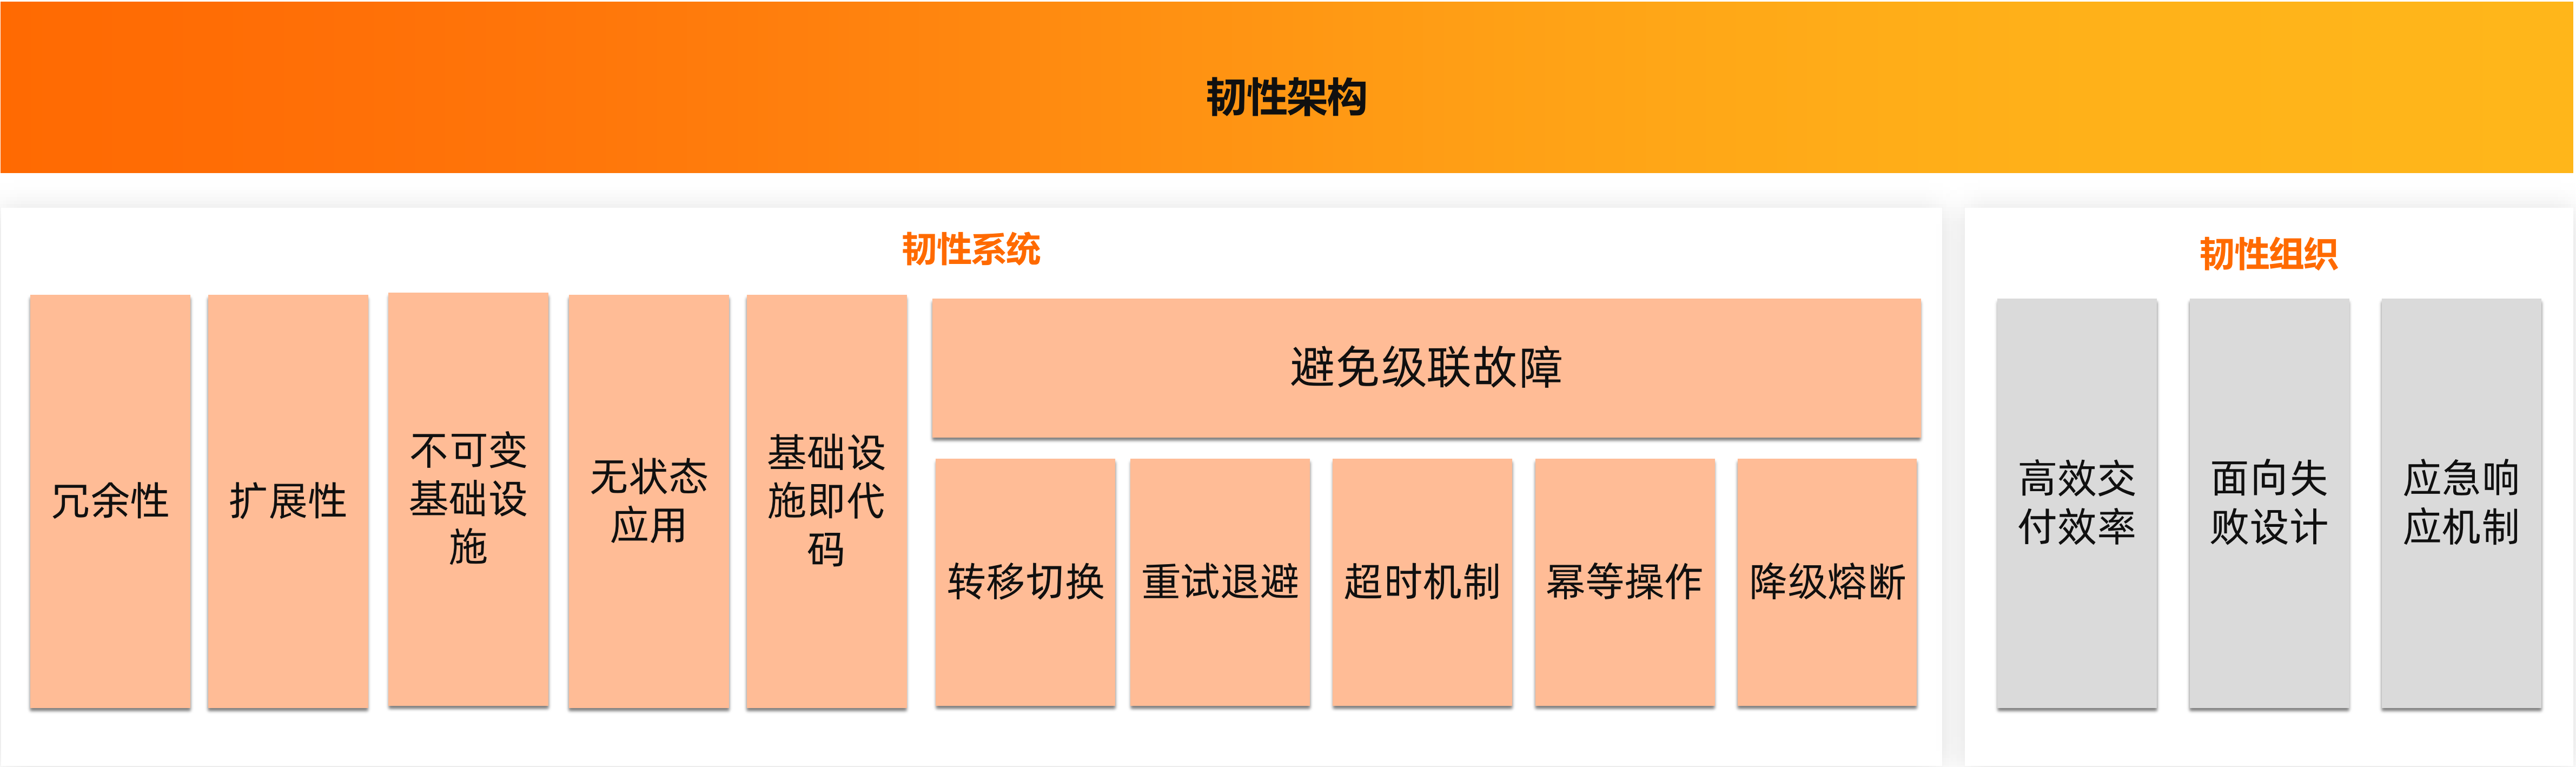 韧性架构
韧性系统
冗余性
扩展性
不可变
基础设
施
无状态
应用
基础设
施即代
码
避免级联故障
转移切换
重试退避
超时机制
幂等操作
降级熔断
韧性组织
高效交
付效率
面向失
败设计
应急响
应机制